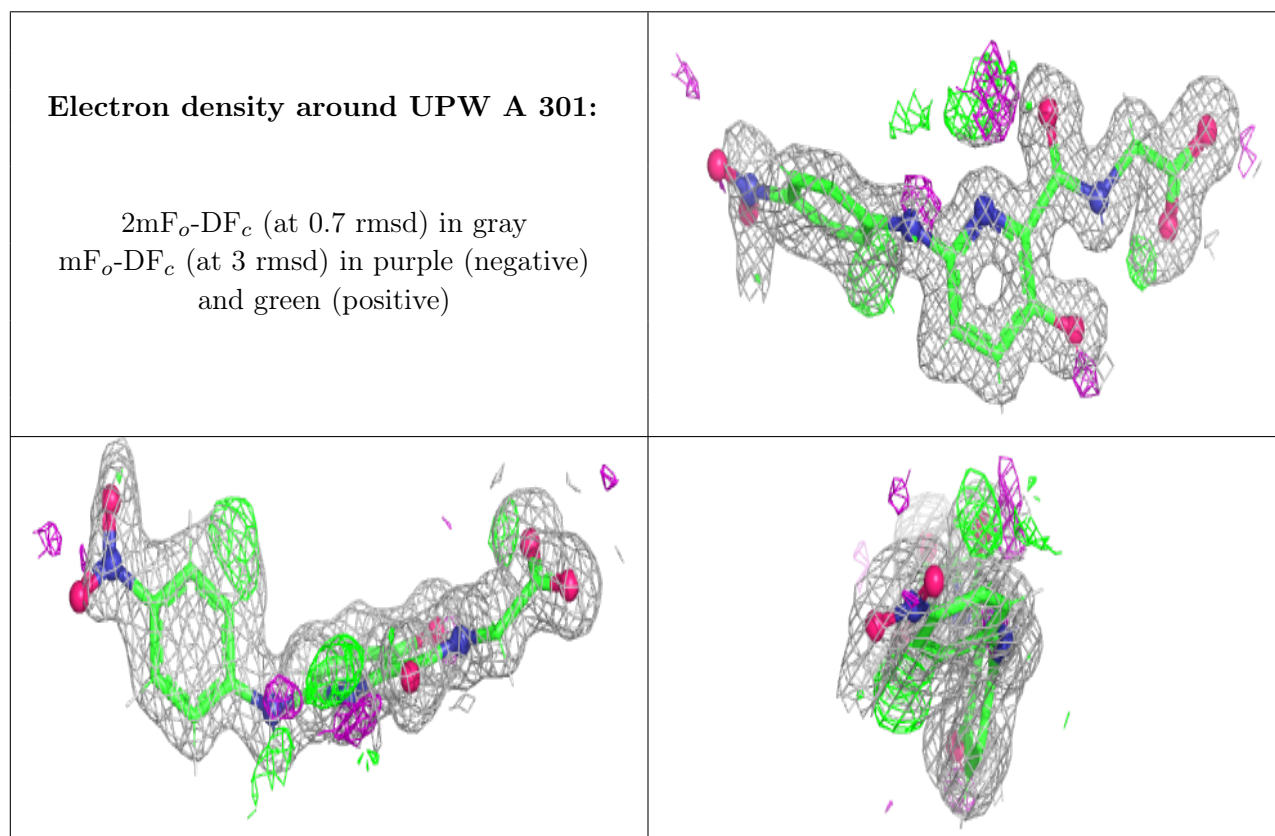 Electron density around UPW A 301:
2mFo-DFc (at 0.7 rmsd) in gray
mFo-DFc (at 3 rmsd) in purple (negative)
and green (positive)